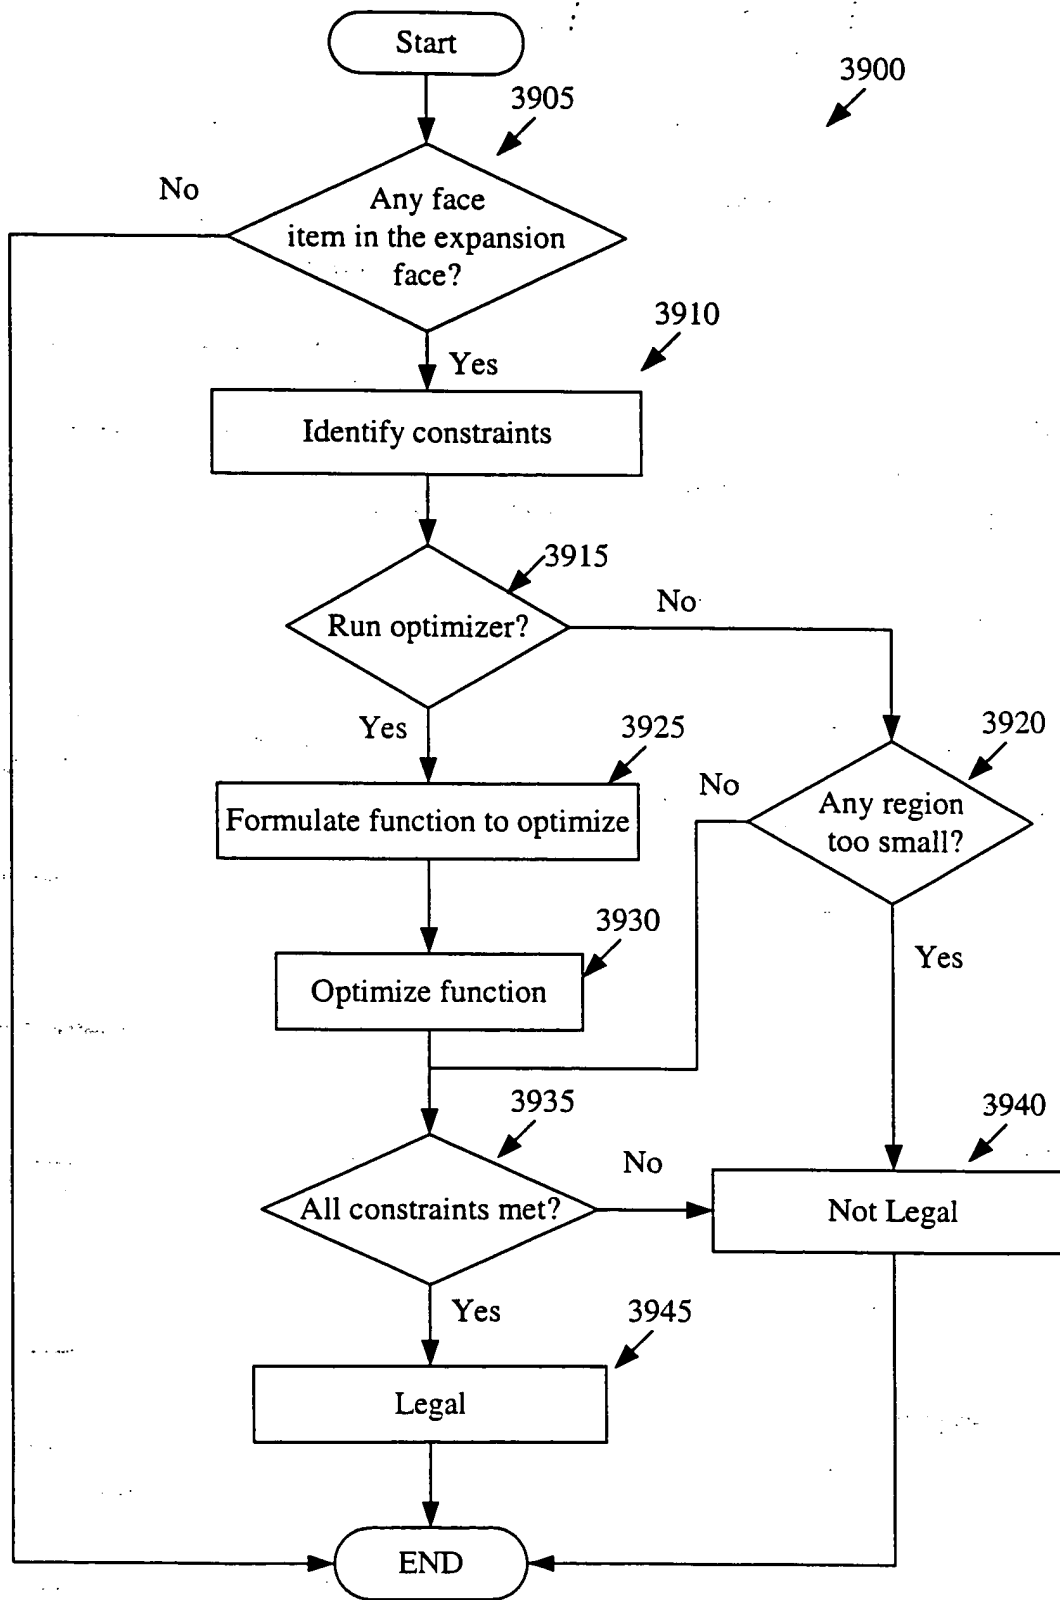 Start
3900
3905
No
Any face
item in the expansion
face?
3910
Yes
Identify constraints
3915
No
Run optimizer?
Yes
3925
3920
No
Any region
too small?
Formulate function to optimize
3930
Yes
Optimize function
3935
3940
No
All constraints met?
Not Legal
Yes
3945
Legal
END